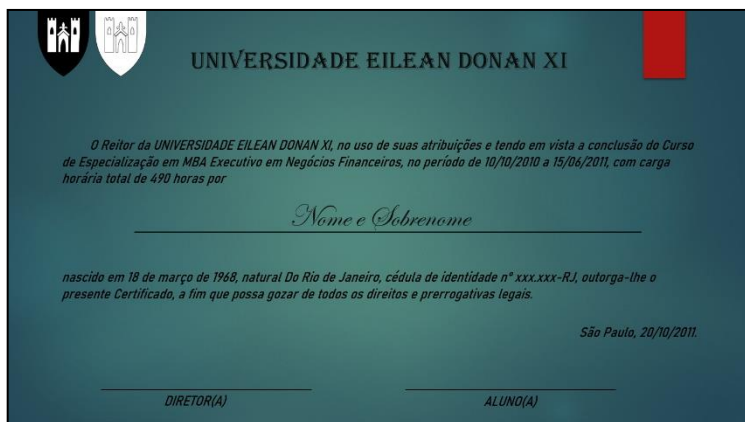 UNIVERSIDADE EILEAN DONAN XI
O Reitor da UNIVERSIDADE EILEAN DONAN XI, no uso de suas atribuições e tendo em vista a conclusão do Curso
de Especialização em MBA Executivo em Negócios Financeiros, no período de 10/10/2010 a 15/06/2011, com carga
horária total de 490 horas por
Nome e Sobrenome
nascido em 18 de março de 1968, natural Do Rio de Janeiro, cédula de identidade n° xxx.xxx-RJ, outorga-lhe o
presente Certificado, a fim que possa gozar de todos os direitos e prerrogativas legais.
São Paulo, 20/10/2011.
DIRETOR(A)
ALUNO(A)